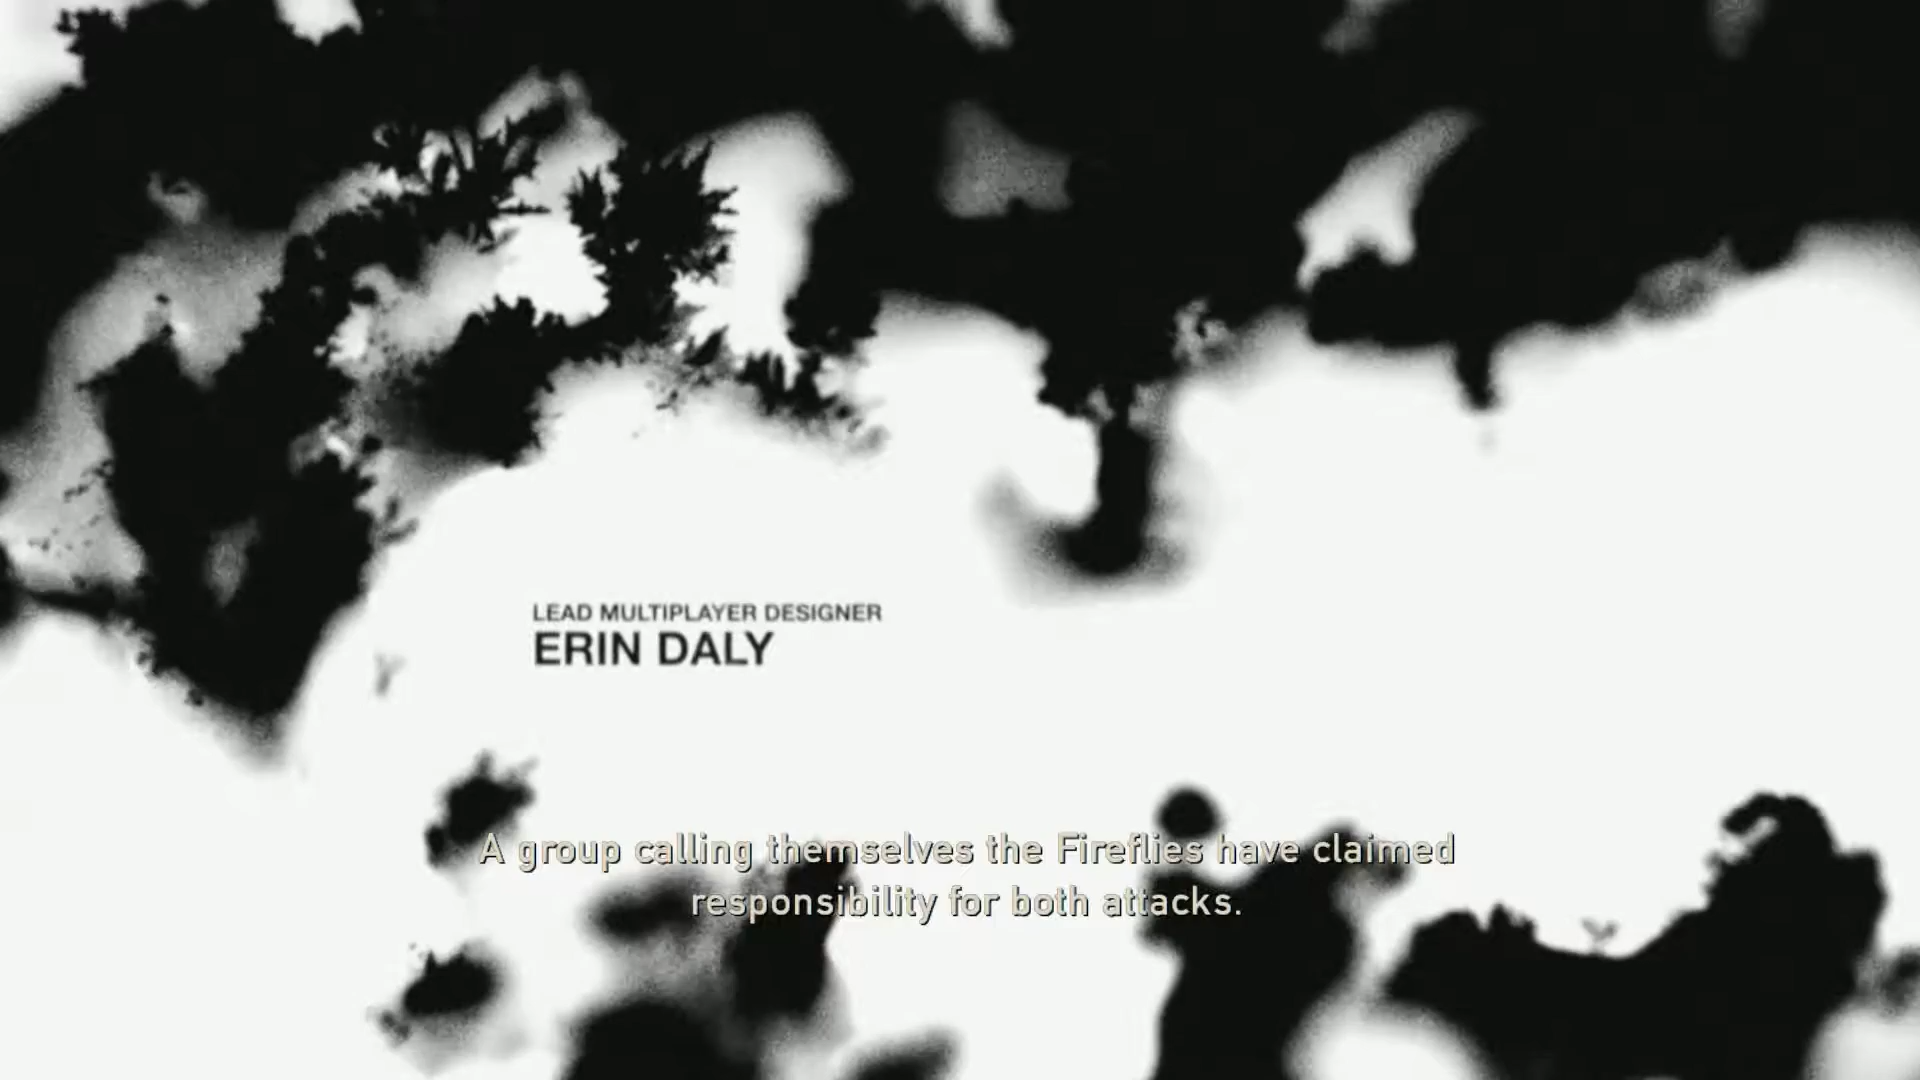 LEAD MULTIPLAYER DESIGNER
ERIN DALY
A group calling themselves the Fireflies have claimed
responsibility for both attacks.